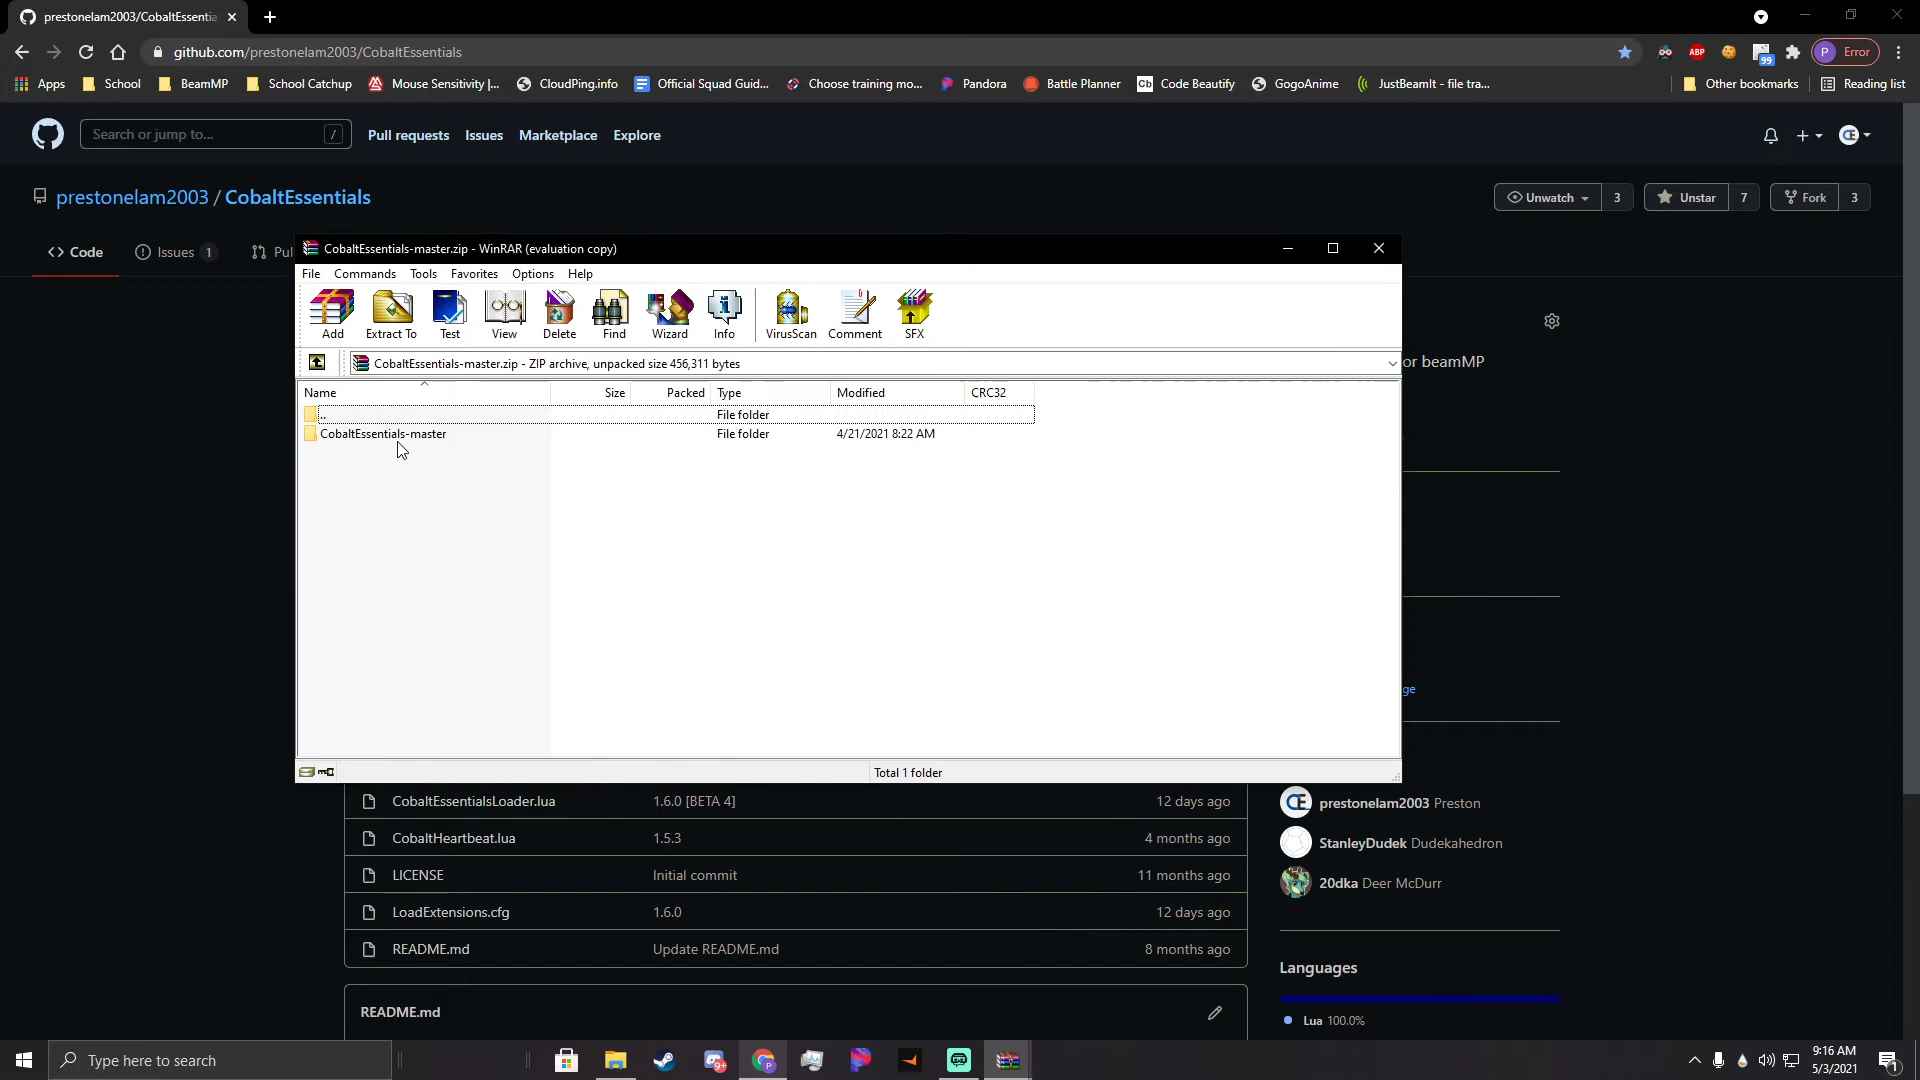 prestonelam2003/CobaltEssentia
github.com/prestonelam2003/CobaltEssentials
99
P Error
Apps School BeamMP School Catchup Mouse Sensitivity |... CloudPing.info Official Squad Guid... Choose training mo... Pandora Battle Planner Cb Code Beautify GogoAnime JustBeamIt - file tra... Other bookmarks Reading list
Search or jump to... /
Pull requests Issues Marketplace Explore
prestonelam2003 / CobaltEssentials
Unwatch 3 Unstar 7 Fork 3
Code Issues 1 Pul
CobaltEssentials-master.zip - WinRAR (evaluation copy)
File Commands Tools Favorites Options Help
Add Extract To Test View Delete Find Wizard Info VirusScan Comment SFX
CobaltEssentials-master.zip - ZIP archive, unpacked size 456,311 bytes
or beamMP
Name Size Packed Type Modified CRC32
.. File folder
CobaltEssentials-master File folder 4/21/2021 8:22 AM
ge
Total 1 folder
CobaltEssentialsLoader.lua 1.6.0 [BETA 4] 12 days ago
CobaltHeartbeat.lua 1.5.3 4 months ago
LICENSE Initial commit 11 months ago
LoadExtensions.cfg 1.6.0 12 days ago
README.md Update README.md 8 months ago
README.md
prestonelam2003 Preston
StanleyDudek Dudekahedron
20dka Deer McDurr
Languages
Lua 100.0%
Type here to search
9+
P
9:16 AM
5/3/2021
1